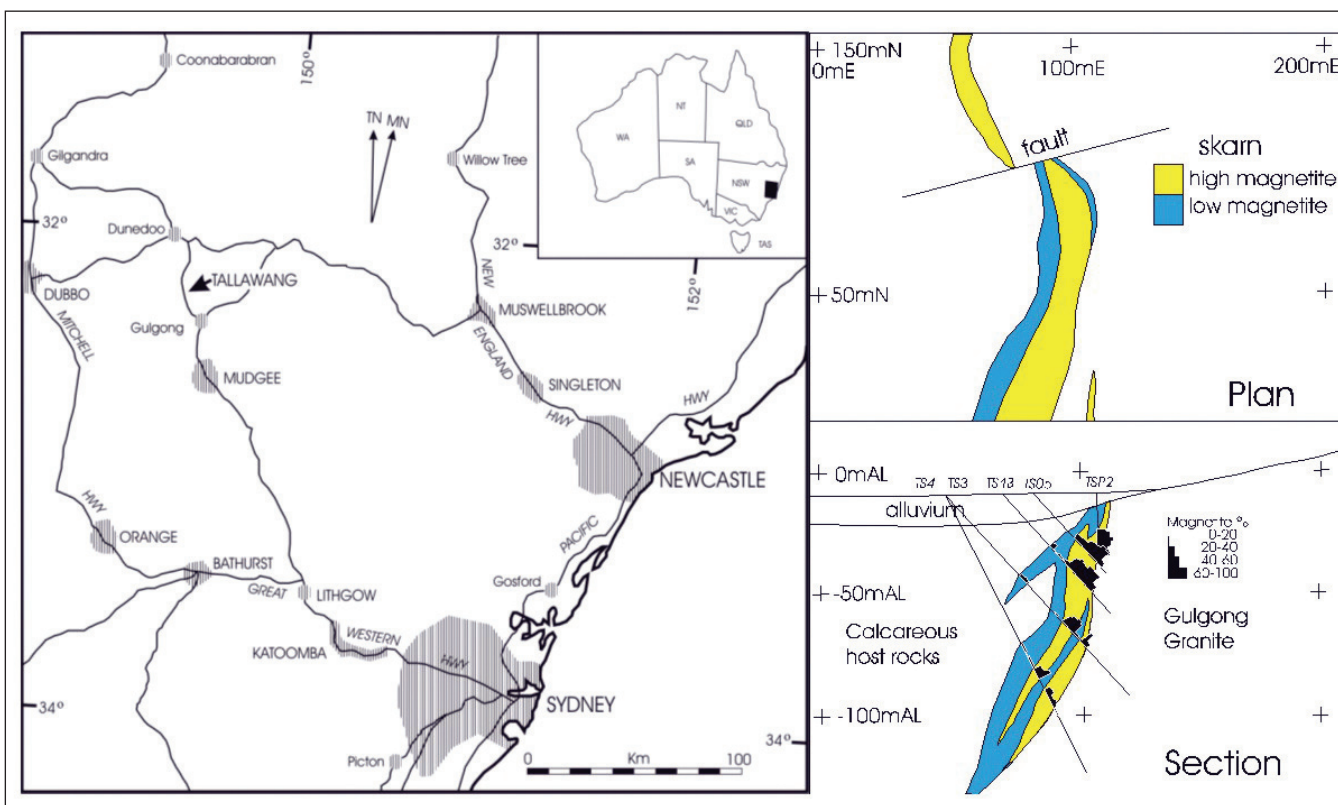 Coonabarabran
150°
TN MN
Gilgandra
Willow Tree
32°
Dunedoo
TALLAWANG
DUBBO
Gulgong
MITCHELL
MUDGEE
NEW
MUSWELLBROOK
ENGLAND
SINGLETON
HWY
HWY
NEWCASTLE
32°
152°
WA
NT
QLD
SA
NSW
VIC
TAS
HWY
ORANGE
BATHURST
GREAT
LITHGOW
PACIFIC
Gosford
WESTERN
KATOOMBA
HWY
SYDNEY
34°
Picton
0 Km 100
34°
150mN
0mE
100mE
200mE
fault
skarn
high magnetite
low magnetite
50mN
Plan
0mAL
TS4 TS3 TS13 TSP2
alluvium
0-20
20-40
40-60
60-100
-50mAL
Calcareous
host rocks
Gulgong
Granite
-100mAL
Section